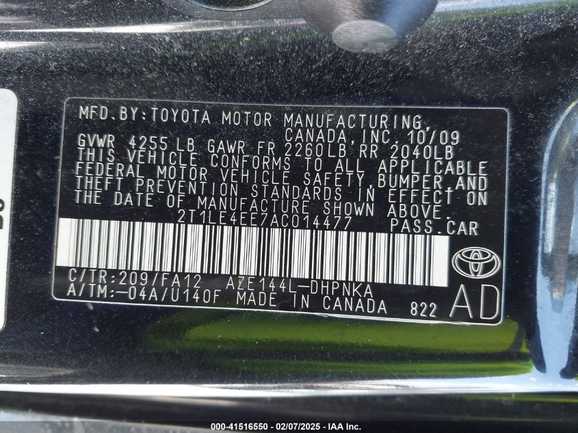 MFD.BY:TOYOTA MOTOR MANUFACTURING,
CANADA,INC. 10/09
GVWR 4255 LB GAWR FR 2260LB,RR 2040LB
THIS VEHICLE CONFORMS TO ALL APPLICABLE
FEDERAL MOTOR VEHICLE SAFETY,BUMPER,AND
THEFT PREVENTION STANDARDS IN EFFECT ON
THE DATE OF MANUFACTURE SHOWN ABOVE.
2T1LE4EE7AC014477 PASS.CAR
C/TR:209/FA12 AZE144L-DHPNKA
A/TM:-04A/U140F MADE IN CANADA 822
AD
000-41516550 - 02/07/2025 - IAA Inc.